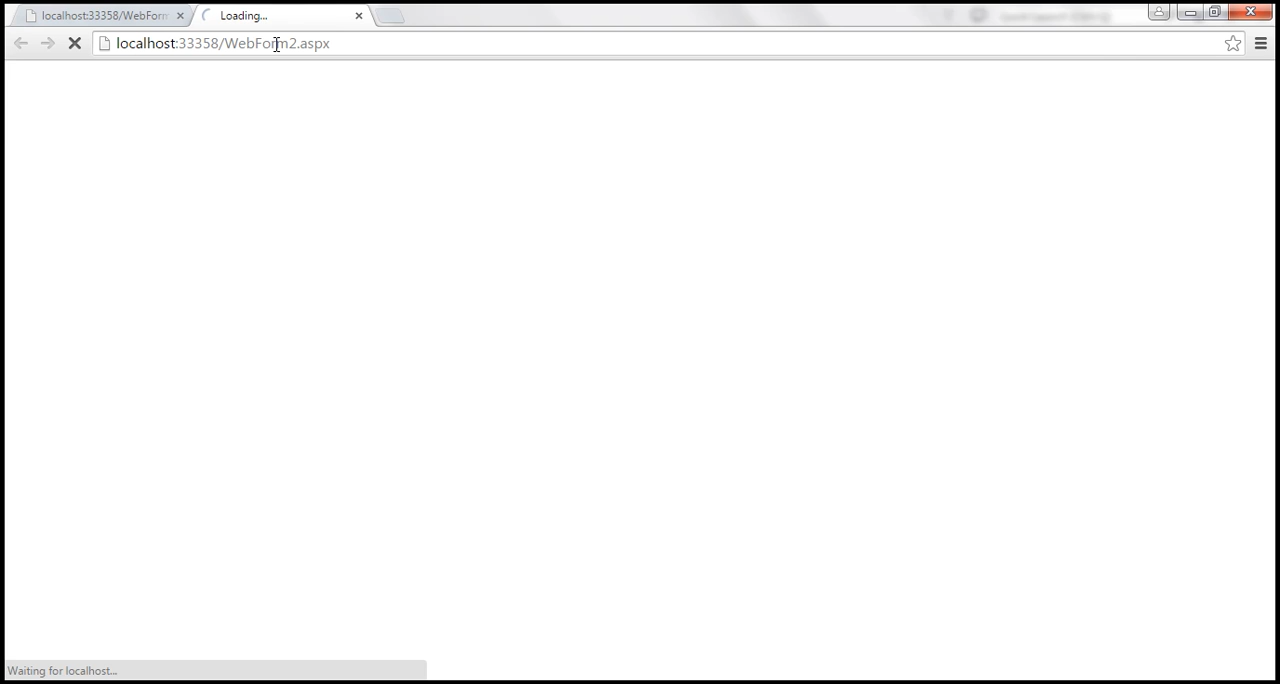 localhost:33358/WebForm
Loading...
localhost:33358/WebForm2.aspx
Waiting for localhost...